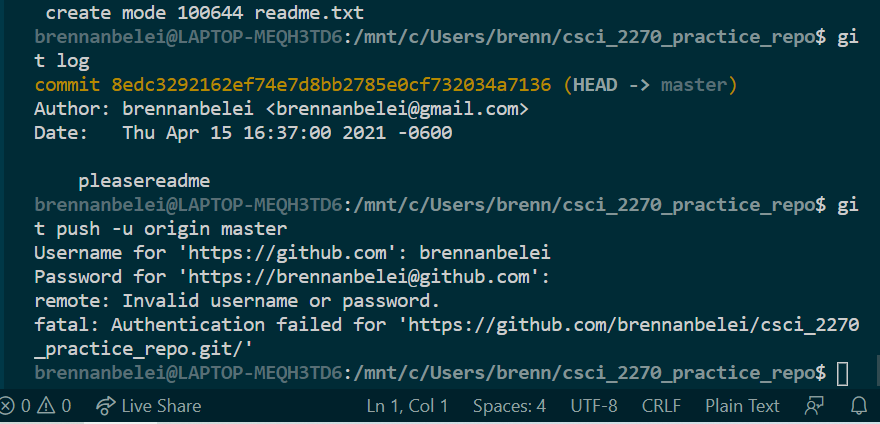 create mode 100644 readme.txt
brennanbelei@LAPTOP-MEQH3TD6:/mnt/c/Users/brenn/csci_2270_practice_repo$ gi
t log
commit 8edc3292162ef74e7d8bb2785e0cf732034a7136 (HEAD -> master)
Author: brennanbelei <brennanbelei@gmail.com>
Date:   Thu Apr 15 16:37:00 2021 -0600
    pleasereadme
brennanbelei@LAPTOP-MEQH3TD6:/mnt/c/Users/brenn/csci_2270_practice_repo$ gi
t push -u origin master
Username for 'https://github.com': brennanbelei
Password for 'https://brennanbelei@github.com':
remote: Invalid username or password.
fatal: Authentication failed for 'https://github.com/brennanbelei/csci_2270
_practice_repo.git/'
brennanbelei@LAPTOP-MEQH3TD6:/mnt/c/Users/brenn/csci_2270_practice_repo$
0 0 Live Share Ln 1, Col 1 Spaces: 4 UTF-8 CRLF Plain Text